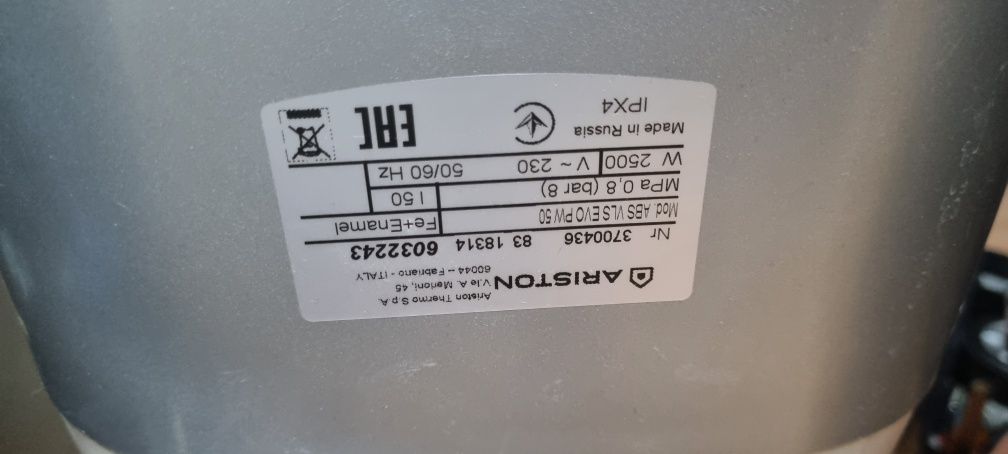 ARISTON
Ariston Thermo S.p.A.
V.le A. Merloni, 45
60044 – Fabriano - ITALY
Nr 3700436 83 18314 6032243
Mod. ABS VLS EVO PW 50 Fe+Enamel
MPa 0,8 (bar 8) l 50
W 2500 V ~ 230 50/60 Hz
Made in Russia
IPX4
EAC